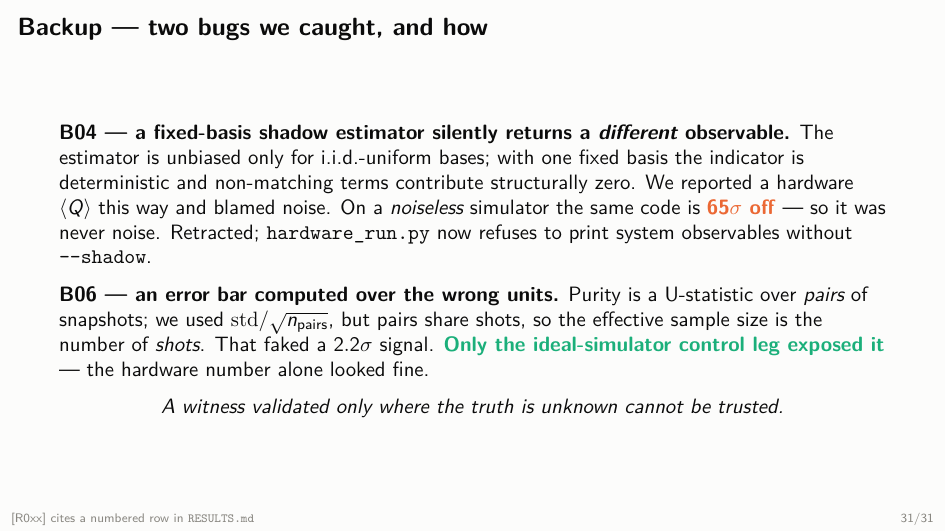 Backup — two bugs we caught, and how
B04 — a fixed-basis shadow estimator silently returns a different observable. The
estimator is unbiased only for i.i.d.-uniform bases; with one fixed basis the indicator is
deterministic and non-matching terms contribute structurally zero. We reported a hardware
⟨Q⟩ this way and blamed noise. On a noiseless simulator the same code is 65σ off — so it was
never noise. Retracted; hardware_run.py now refuses to print system observables without
--shadow.
B06 — an error bar computed over the wrong units. Purity is a U-statistic over pairs of
snapshots; we used std/√n_pairs, but pairs share shots, so the effective sample size is the
number of shots. That faked a 2.2σ signal. Only the ideal-simulator control leg exposed it
— the hardware number alone looked fine.
A witness validated only where the truth is unknown cannot be trusted.
[R0xx] cites a numbered row in RESULTS.md
31/31